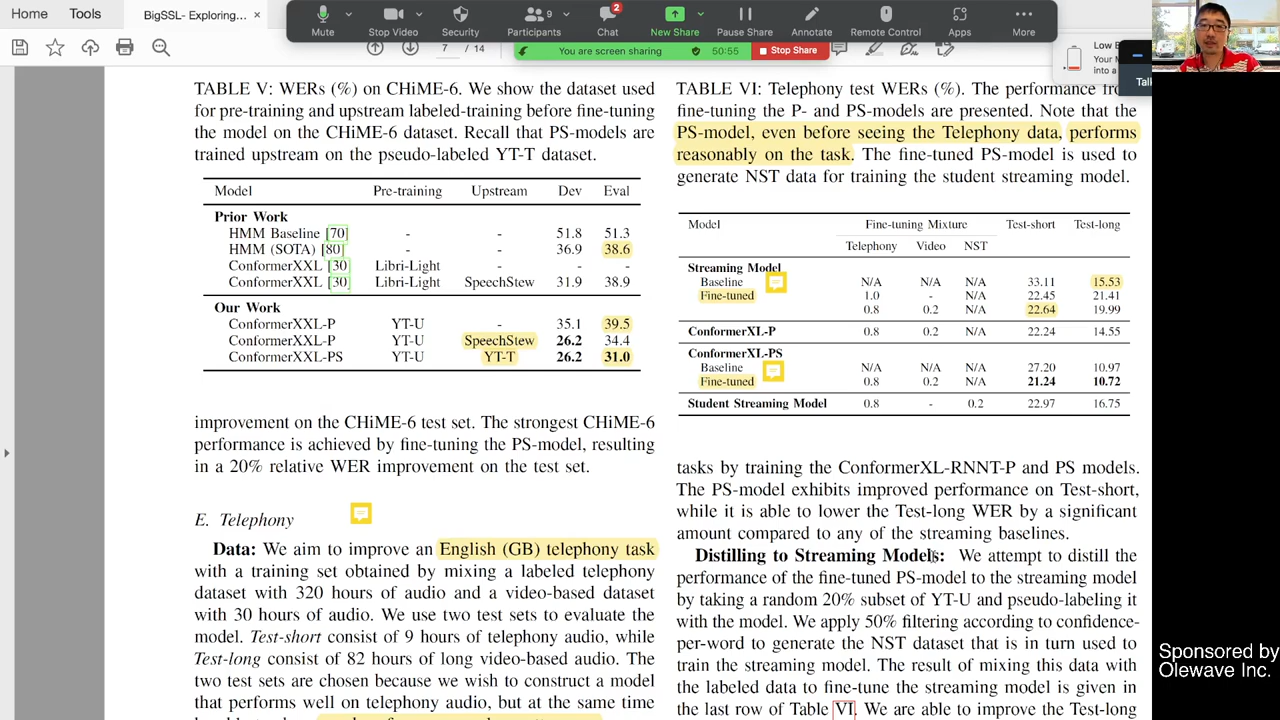 Home Tools BigSSL- Exploring... ×
Mute Stop Video Security Participants 9 Chat 2 New Share Pause Share Annotate Remote Control Apps More
7 / 14
You are screen sharing 50:55 Stop Share
Low B
Your M
into a
Tal
TABLE V: WERs (%) on CHiME-6. We show the dataset used
for pre-training and upstream labeled-training before fine-tuning
the model on the CHiME-6 dataset. Recall that PS-models are
trained upstream on the pseudo-labeled YT-T dataset.
Model Pre-training Upstream Dev Eval
Prior Work
HMM Baseline [70] - - 51.8 51.3
HMM (SOTA) [80] - - 36.9 38.6
ConformerXXL [30] Libri-Light - - -
ConformerXXL [30] Libri-Light SpeechStew 31.9 38.9
Our Work
ConformerXXL-P YT-U - 35.1 39.5
ConformerXXL-P YT-U SpeechStew 26.2 34.4
ConformerXXL-PS YT-U YT-T 26.2 31.0
improvement on the CHiME-6 test set. The strongest CHiME-6
performance is achieved by fine-tuning the PS-model, resulting
in a 20% relative WER improvement on the test set.
E. Telephony
Data: We aim to improve an English (GB) telephony task
with a training set obtained by mixing a labeled telephony
dataset with 320 hours of audio and a video-based dataset
with 30 hours of audio. We use two test sets to evaluate the
model. Test-short consist of 9 hours of telephony audio, while
Test-long consist of 82 hours of long video-based audio. The
two test sets are chosen because we wish to construct a model
that performs well on telephony audio, but at the same time
TABLE VI: Telephony test WERs (%). The performance from
fine-tuning the P- and PS-models are presented. Note that the
PS-model, even before seeing the Telephony data, performs
reasonably on the task. The fine-tuned PS-model is used to
generate NST data for training the student streaming model.
Model Fine-tuning Mixture Test-short Test-long
Telephony Video NST
Streaming Model
Baseline N/A N/A N/A 33.11 15.53
Fine-tuned 1.0 - N/A 22.45 21.41
0.8 0.2 N/A 22.64 19.99
ConformerXL-P 0.8 0.2 N/A 22.24 14.55
ConformerXL-PS
Baseline N/A N/A N/A 27.20 10.97
Fine-tuned 0.8 0.2 N/A 21.24 10.72
Student Streaming Model 0.8 - 0.2 22.97 16.75
tasks by training the ConformerXL-RNNT-P and PS models.
The PS-model exhibits improved performance on Test-short,
while it is able to lower the Test-long WER by a significant
amount compared to any of the streaming baselines.
Distilling to Streaming Models: We attempt to distill the
performance of the fine-tuned PS-model to the streaming model
by taking a random 20% subset of YT-U and pseudo-labeling it
with the model. We apply 50% filtering according to confidence-
per-word to generate the NST dataset that is in turn used to
train the streaming model. The result of mixing this data with
the labeled data to fine-tune the streaming model is given in
the last row of Table VI. We are able to improve the Test-long
Sponsored by
Olewave Inc.